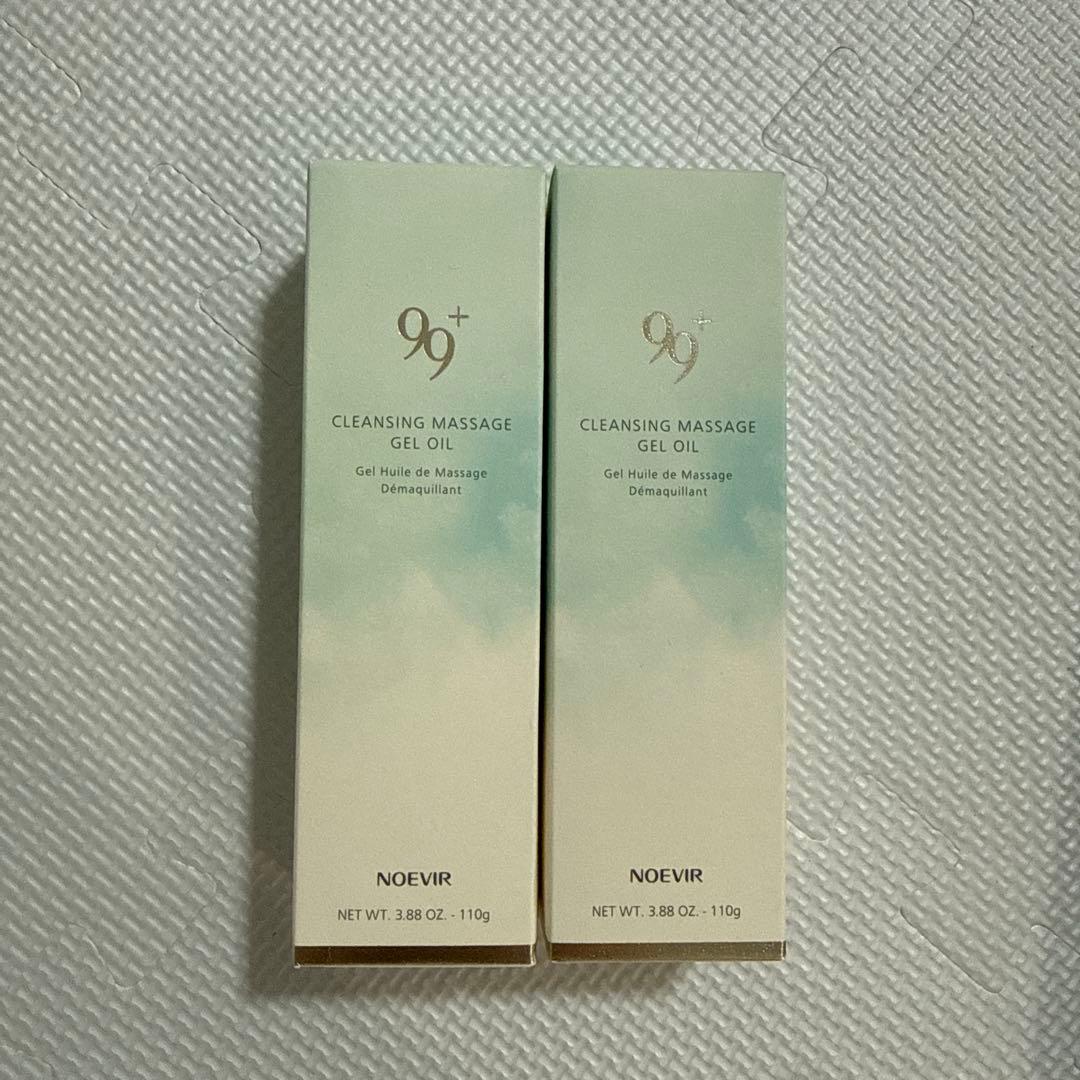 99+
CLEANSING MASSAGE
GEL OIL
Gel Huile de Massage
Démaquillant
NOEVIR
NET WT. 3.88 OZ. - 110g
99+
CLEANSING MASSAGE
GEL OIL
Gel Huile de Massage
Démaquillant
NOEVIR
NET WT. 3.88 OZ. - 110g